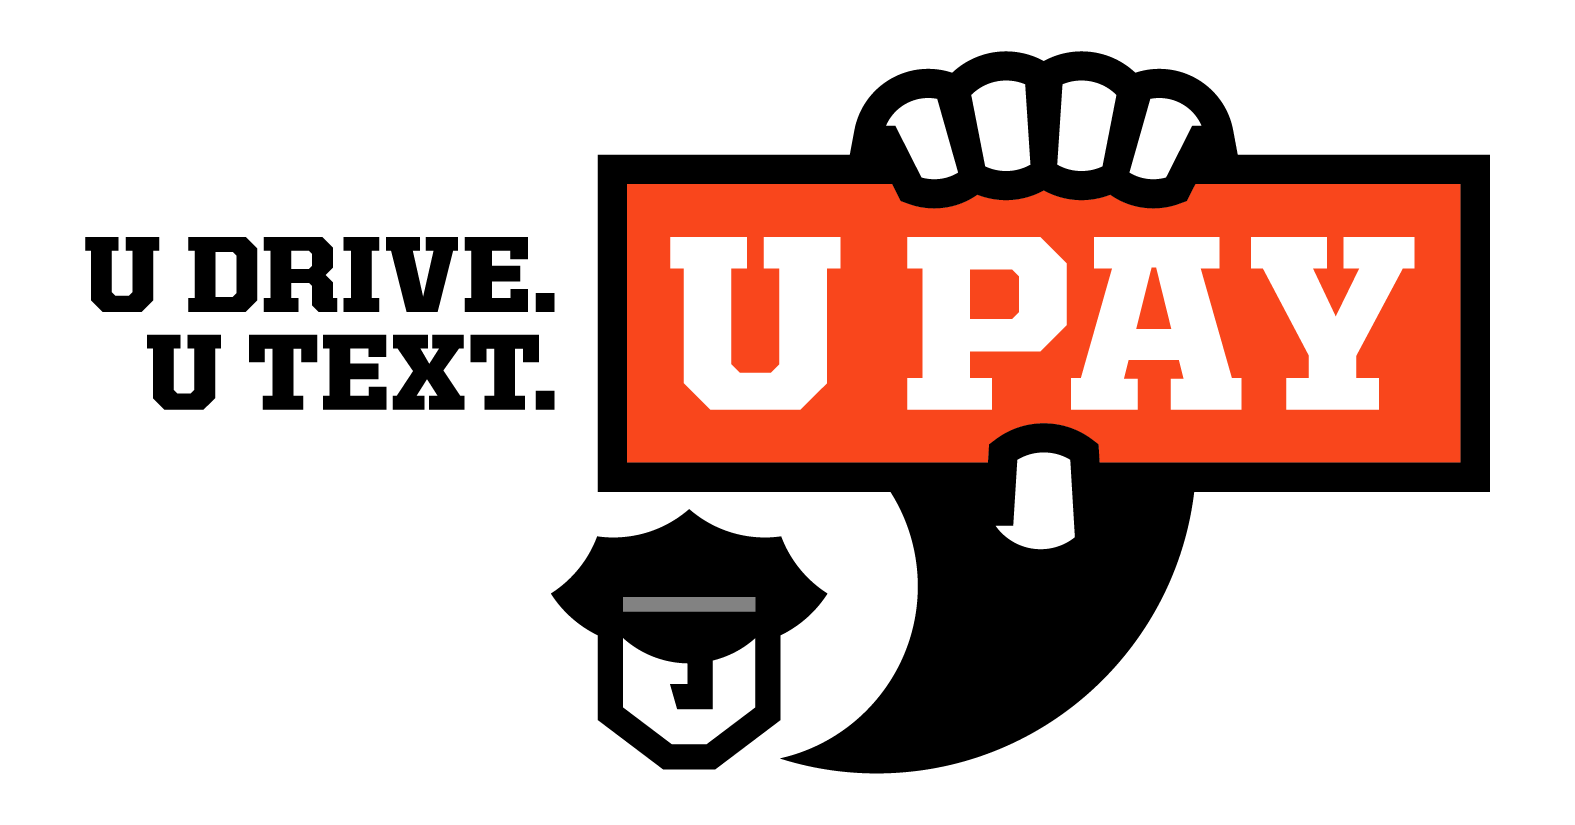 U DRIVE.
U TEXT.
U PAY